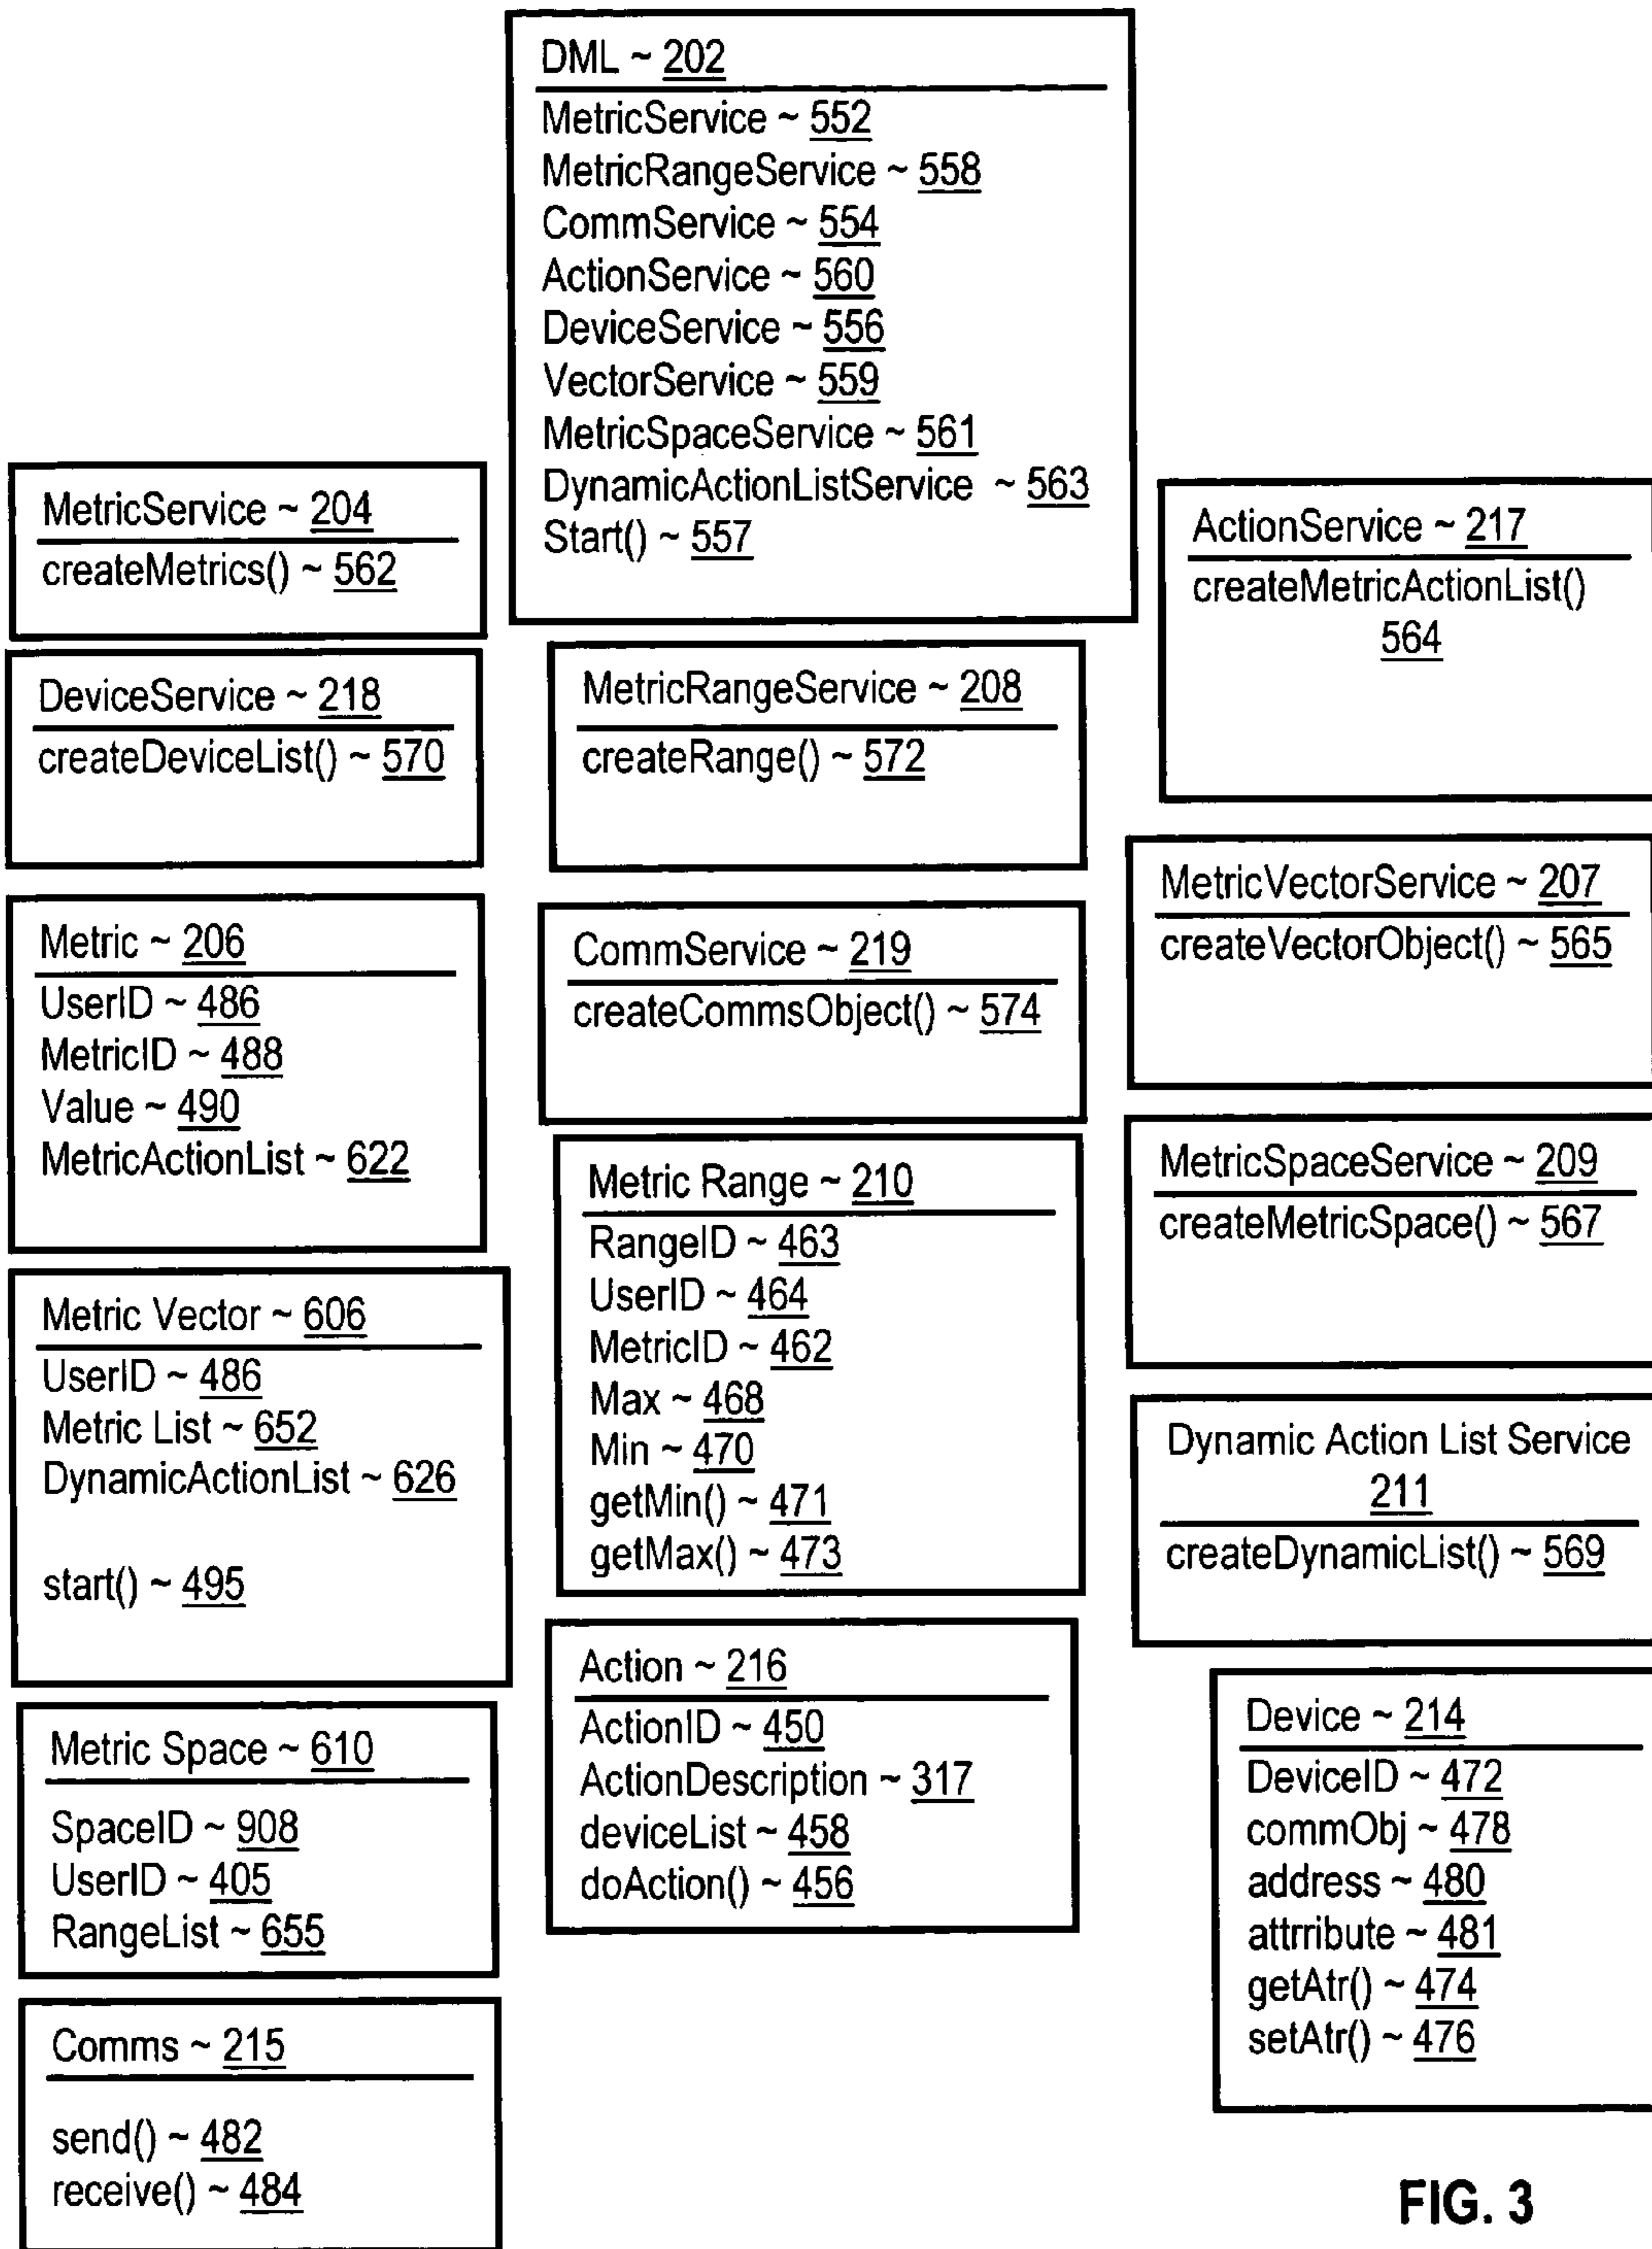 DML ~ 202
MetricService ~ 552
MetricRangeService ~ 558
CommService ~ 554
ActionService ~ 560
DeviceService ~ 556
VectorService ~ 559
MetricSpaceService ~ 561
DynamicActionListService ~ 563
Start() ~ 557
MetricService ~ 204
createMetrics() ~ 562
DeviceService ~ 218
createDeviceList() ~ 570
Metric ~ 206
UserID ~ 486
MetricID ~ 488
Value ~ 490
MetricActionList ~ 622
Metric Vector ~ 606
UserID ~ 486
Metric List ~ 652
DynamicActionList ~ 626
start() ~ 495
Metric Space ~ 610
SpaceID ~ 908
UserID ~ 405
RangeList ~ 655
Comms ~ 215
send() ~ 482
receive() ~ 484
MetricRangeService ~ 208
createRange() ~ 572
CommService ~ 219
createCommsObject() ~ 574
Metric Range ~ 210
RangeID ~ 463
UserID ~ 464
MetricID ~ 462
Max ~ 468
Min ~ 470
getMin() ~ 471
getMax() ~ 473
Action ~ 216
ActionID ~ 450
ActionDescription ~ 317
deviceList ~ 458
doAction() ~ 456
ActionService ~ 217
createMetricActionList()
564
MetricVectorService ~ 207
createVectorObject() ~ 565
MetricSpaceService ~ 209
createMetricSpace() ~ 567
Dynamic Action List Service
211
createDynamicList() ~ 569
Device ~ 214
DeviceID ~ 472
commObj ~ 478
address ~ 480
attrribute ~ 481
getAtr() ~ 474
setAtr() ~ 476
FIG. 3